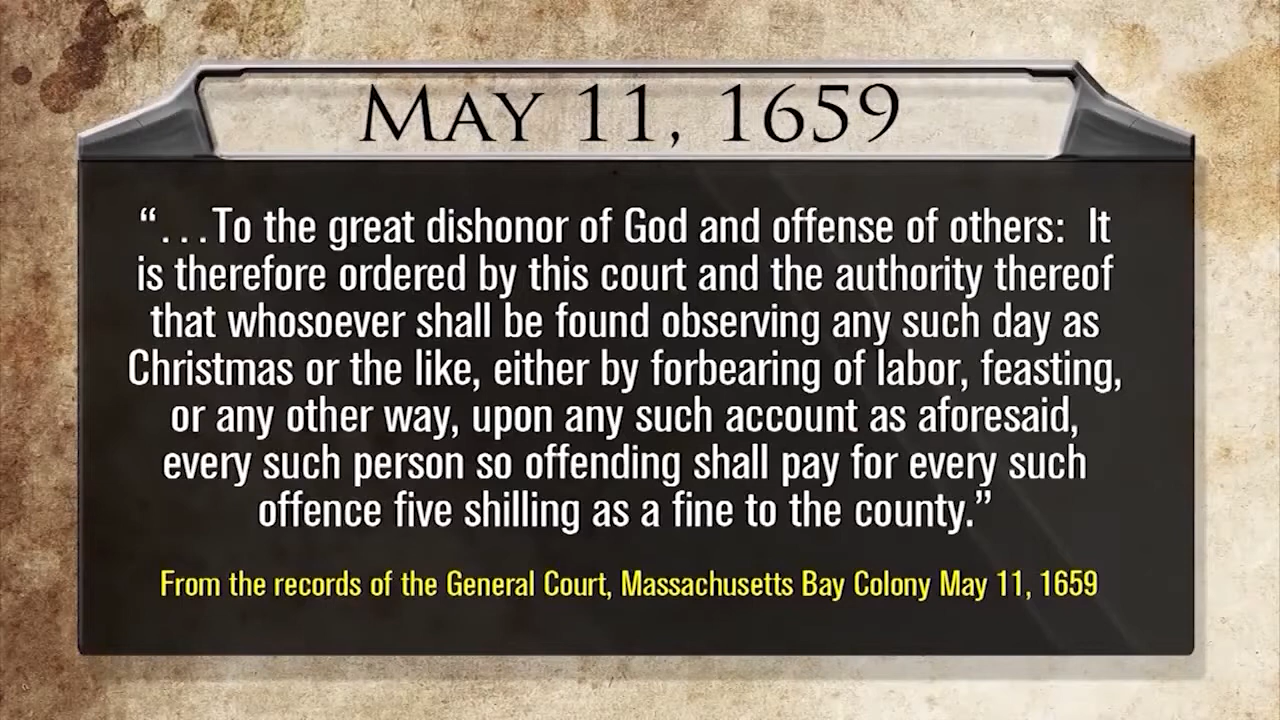 MAY 11, 1659
“...To the great dishonor of God and offense of others: It
is therefore ordered by this court and the authority thereof
that whosoever shall be found observing any such day as
Christmas or the like, either by forbearing of labor, feasting,
or any other way, upon any such account as aforesaid,
every such person so offending shall pay for every such
offence five shilling as a fine to the county.”
From the records of the General Court, Massachusetts Bay Colony May 11, 1659